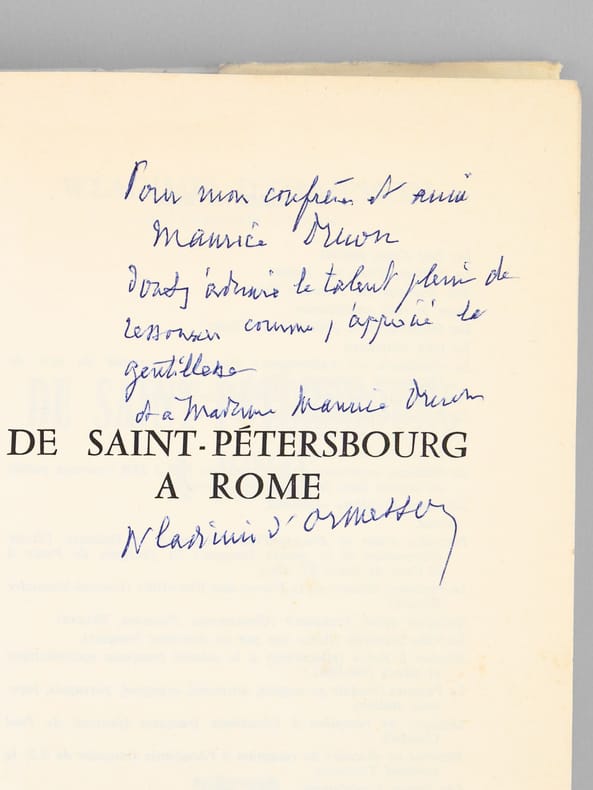 Pour mon confrère et ami
Maurice Druon
dont j'admire le talent plein de
ressources comme j'apprécie la
gentillesse
et à Madame Maurice Druon
DE SAINT-PÉTERSBOURG
A ROME
Wladimir d'Ormesson